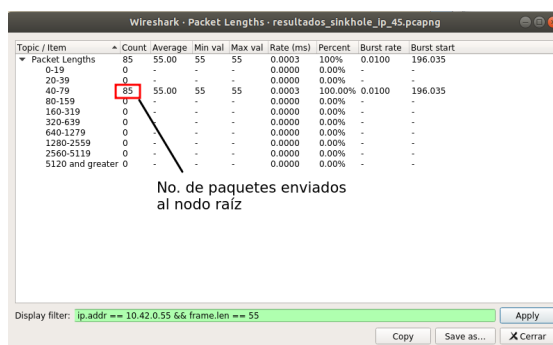 Wireshark · Packet Lengths · resultados_sinkhole_ip_45.pcapng
Topic / Item Count Average Min val Max val Rate (ms) Percent Burst rate Burst start
Packet Lengths 85 55.00 55 55 0.0003 100% 0.0100 196.035
0-19 0 - - - 0.0000 0.00% - -
20-39 0 - - - 0.0000 0.00% - -
40-79 85 55.00 55 55 0.0003 100.00% 0.0100 196.035
80-159 0 - - - 0.0000 0.00% - -
160-319 0 - - - 0.0000 0.00% - -
320-639 0 - - - 0.0000 0.00% - -
640-1279 0 - - - 0.0000 0.00% - -
1280-2559 0 - - - 0.0000 0.00% - -
2560-5119 0 - - - 0.0000 0.00% - -
5120 and greater 0 - - - 0.0000 0.00% - -
No. de paquetes enviados
al nodo raíz
Display filter: ip.addr == 10.42.0.55 && frame.len == 55 Apply
Copy Save as... Cerrar